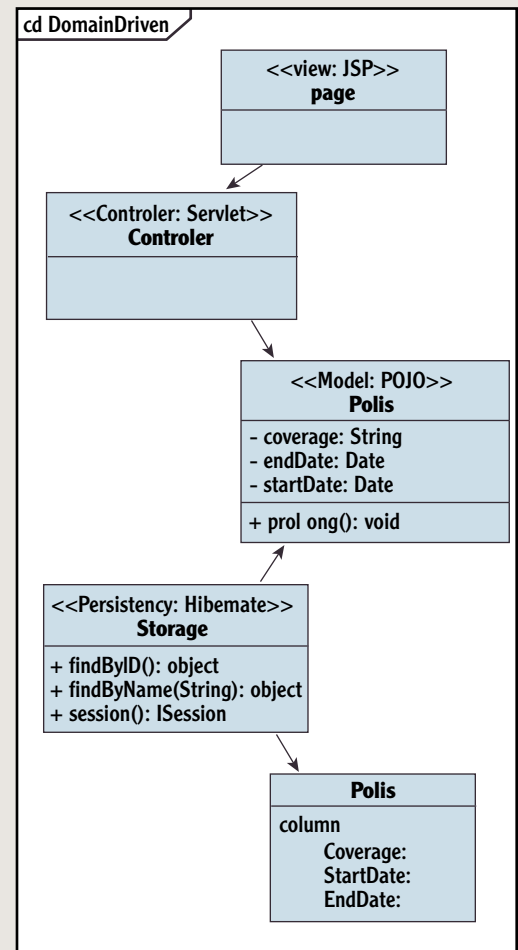 cd DomainDriven
<<view: JSP>>
page
<<Controler: Servlet>>
Controler
<<Model: POJO>>
Polis
- coverage: String
- endDate: Date
- startDate: Date
+ prol ong(): void
<<Persistency: Hibemate>>
Storage
+ findByID(): object
+ findByName(String): object
+ session(): ISession
Polis
column
Coverage:
StartDate:
EndDate: